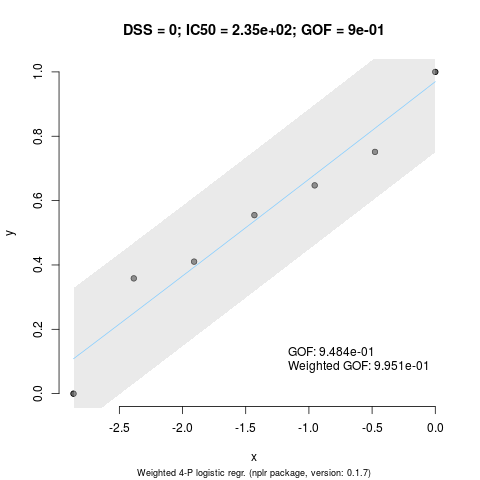 DSS = 0; IC50 = 2.35e+02; GOF = 9e-01
1.0
0.8
0.6
0.4
0.2
0.0
y
GOF: 9.484e-01
Weighted GOF: 9.951e-01
-2.5 -2.0 -1.5 -1.0 -0.5 0.0
x
Weighted 4-P logistic regr. (nplr package, version: 0.1.7)